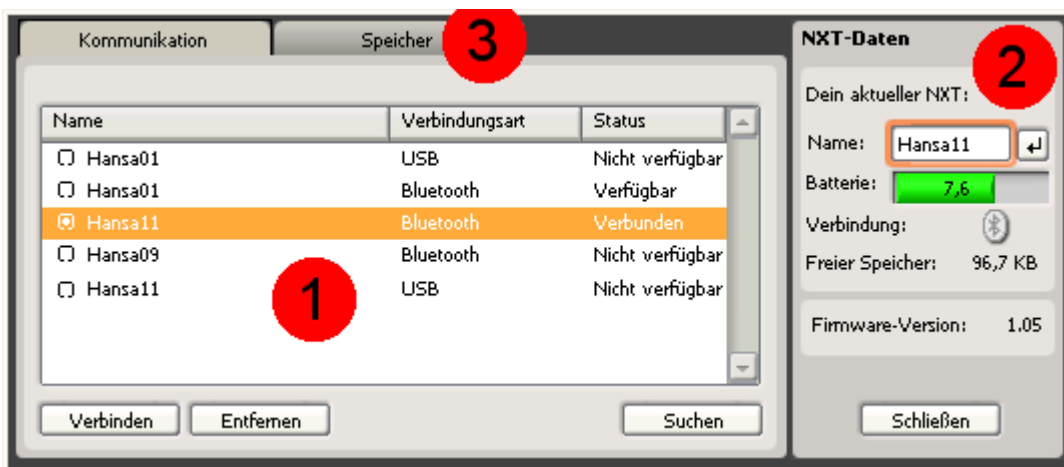 Kommunikation Speicher 3
Name Verbindungsart Status
Hansa01 USB Nicht verfügbar
Hansa01 Bluetooth Verfügbar
Hansa11 Bluetooth Verbunden
Hansa09 Bluetooth Nicht verfügbar
Hansa11 USB Nicht verfügbar
1
Verbinden Entfernen Suchen
NXT-Daten 2
Dein aktueller NXT:
Name: Hansa11
Batterie: 7,6
Verbindung:
Freier Speicher: 96,7 KB
Firmware-Version: 1.05
Schließen